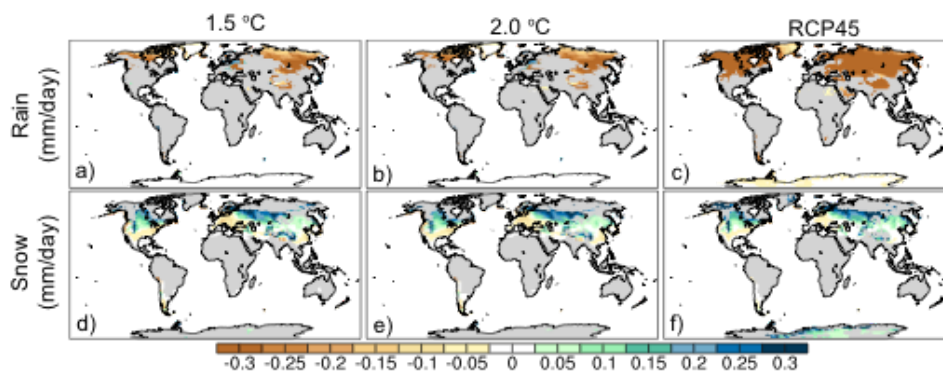 1.5 °C 2.0 °C RCP45
Rain
(mm/day)
a) b) c)
Snow
(mm/day)
d) e) f)
-0.3 -0.25 -0.2 -0.15 -0.1 -0.05 0 0.05 0.1 0.15 0.2 0.25 0.3